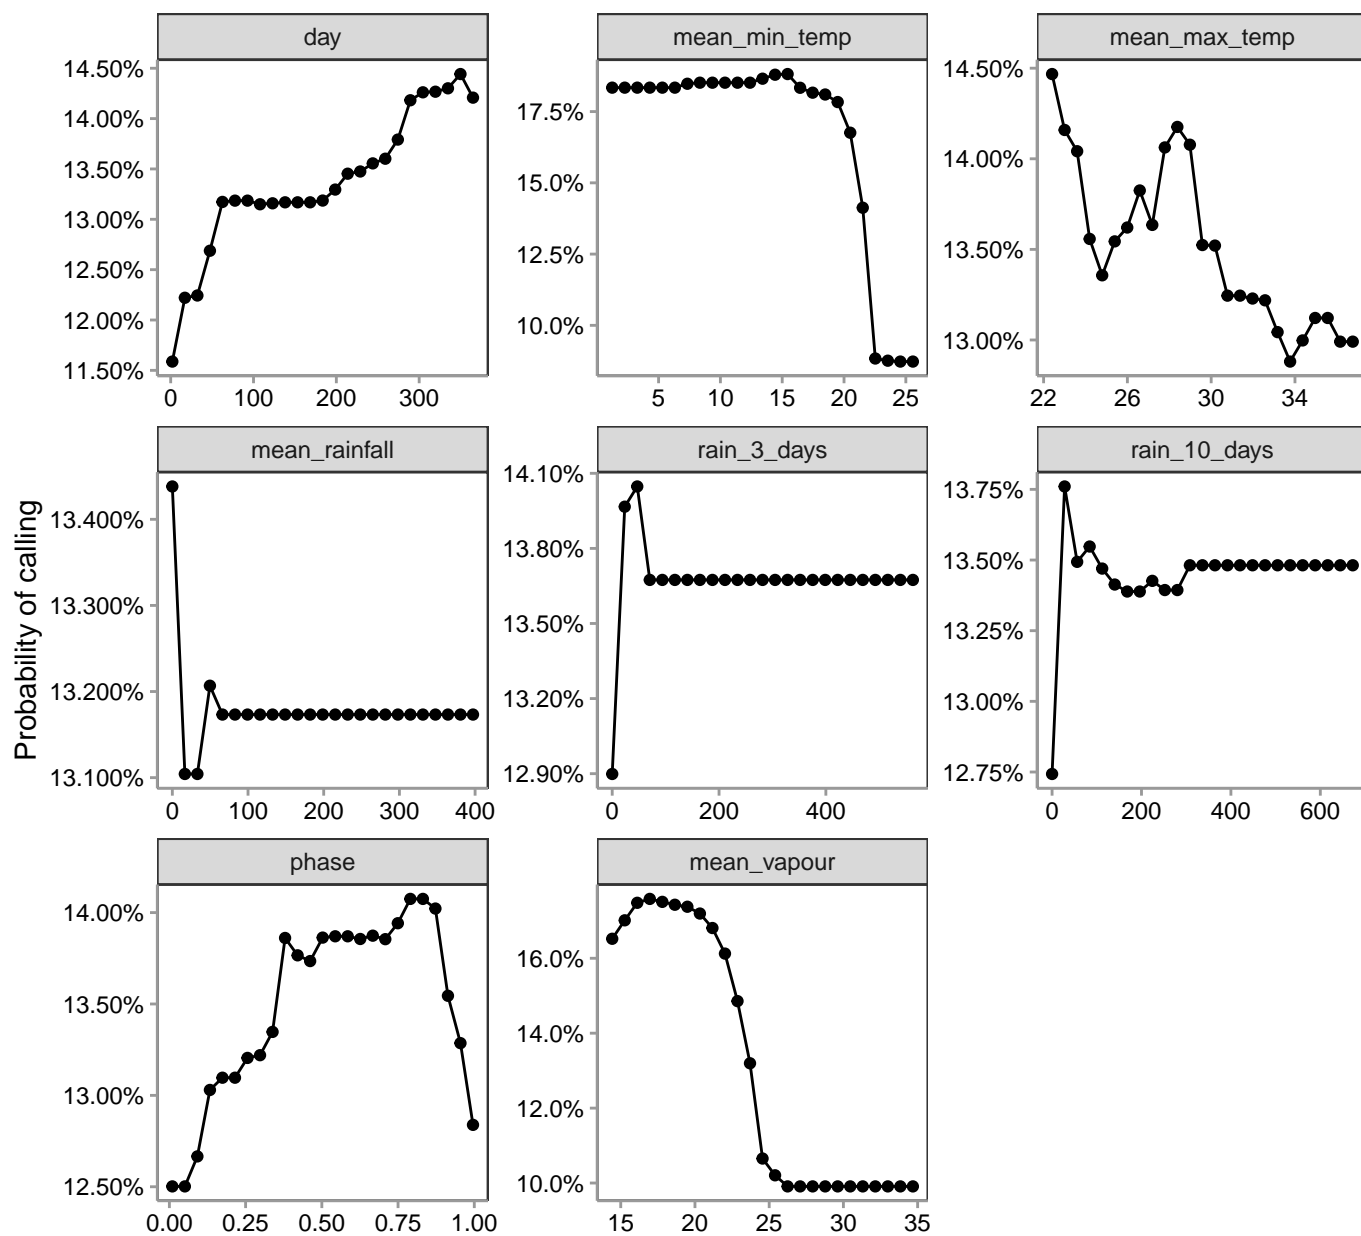 day
14.50%
14.00%
13.50%
13.00%
12.50%
12.00%
11.50%
0 100 200 300
mean_min_temp
17.5%
15.0%
12.5%
10.0%
5 10 15 20 25
mean_max_temp
14.50%
14.00%
13.50%
13.00%
22 26 30 34
Probability of calling
mean_rainfall
13.400%
13.300%
13.200%
13.100%
0 100 200 300 400
rain_3_days
14.10%
13.80%
13.50%
13.20%
12.90%
0 200 400
rain_10_days
13.75%
13.50%
13.25%
13.00%
12.75%
0 200 400 600
phase
14.00%
13.50%
13.00%
12.50%
0.00 0.25 0.50 0.75 1.00
mean_vapour
16.0%
14.0%
12.0%
10.0%
15 20 25 30 35